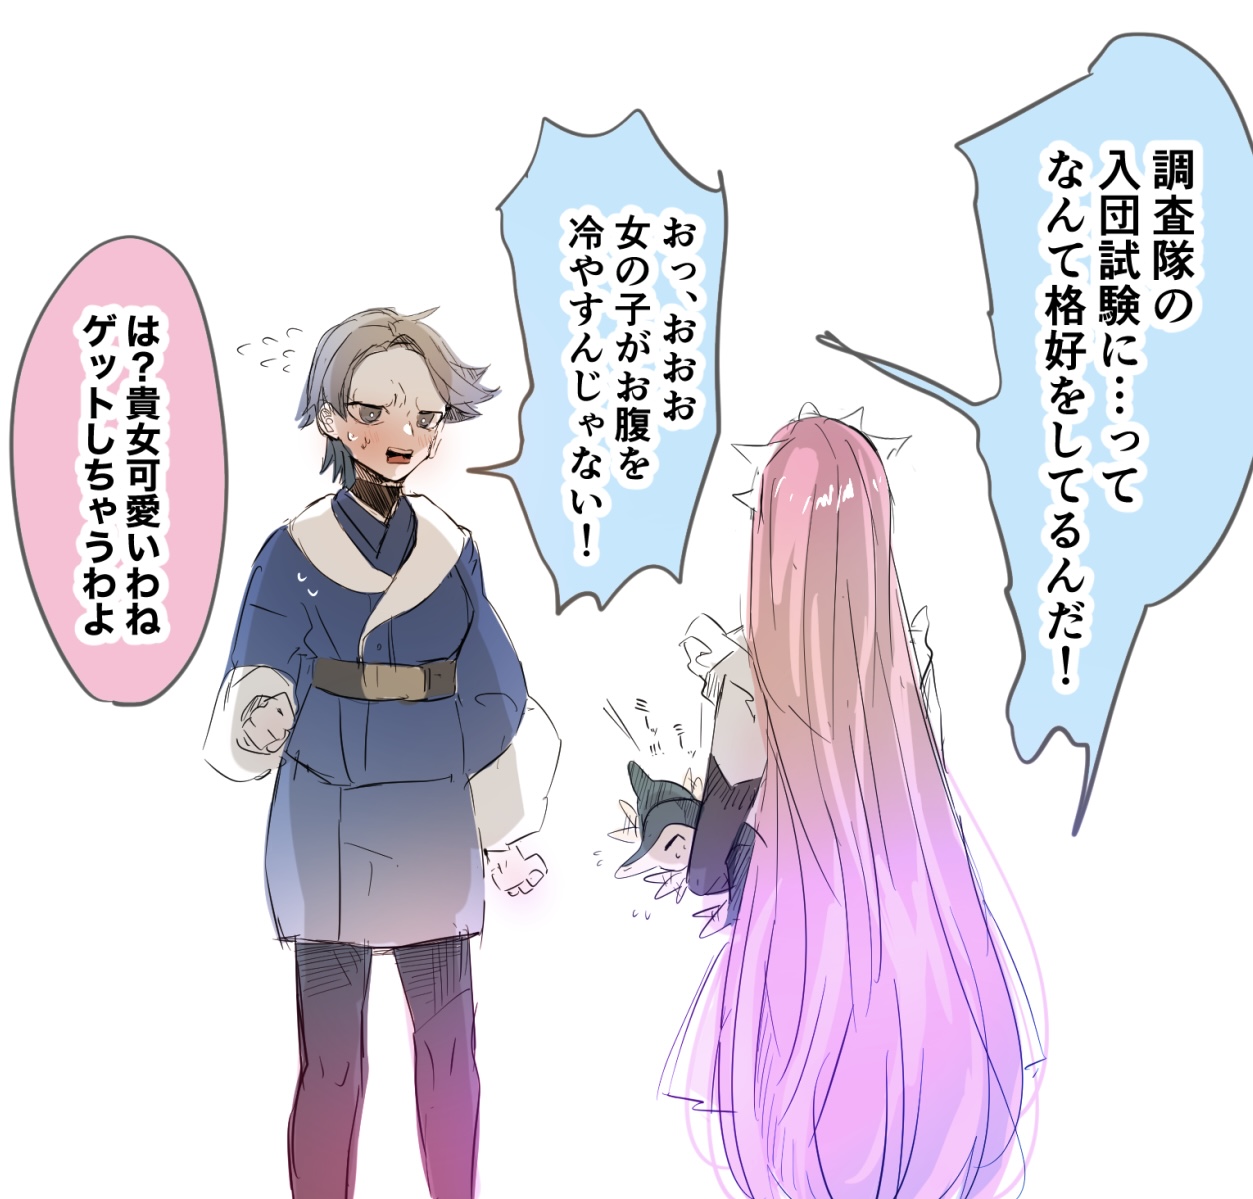 調査隊の
入団試験に…って
なんて格好をしてるんだ！
おっ、おおお
女の子がお腹を
冷やすんじゃない！
は？貴女可愛いわね
ゲットしちゃうわよ
ミー
ミー